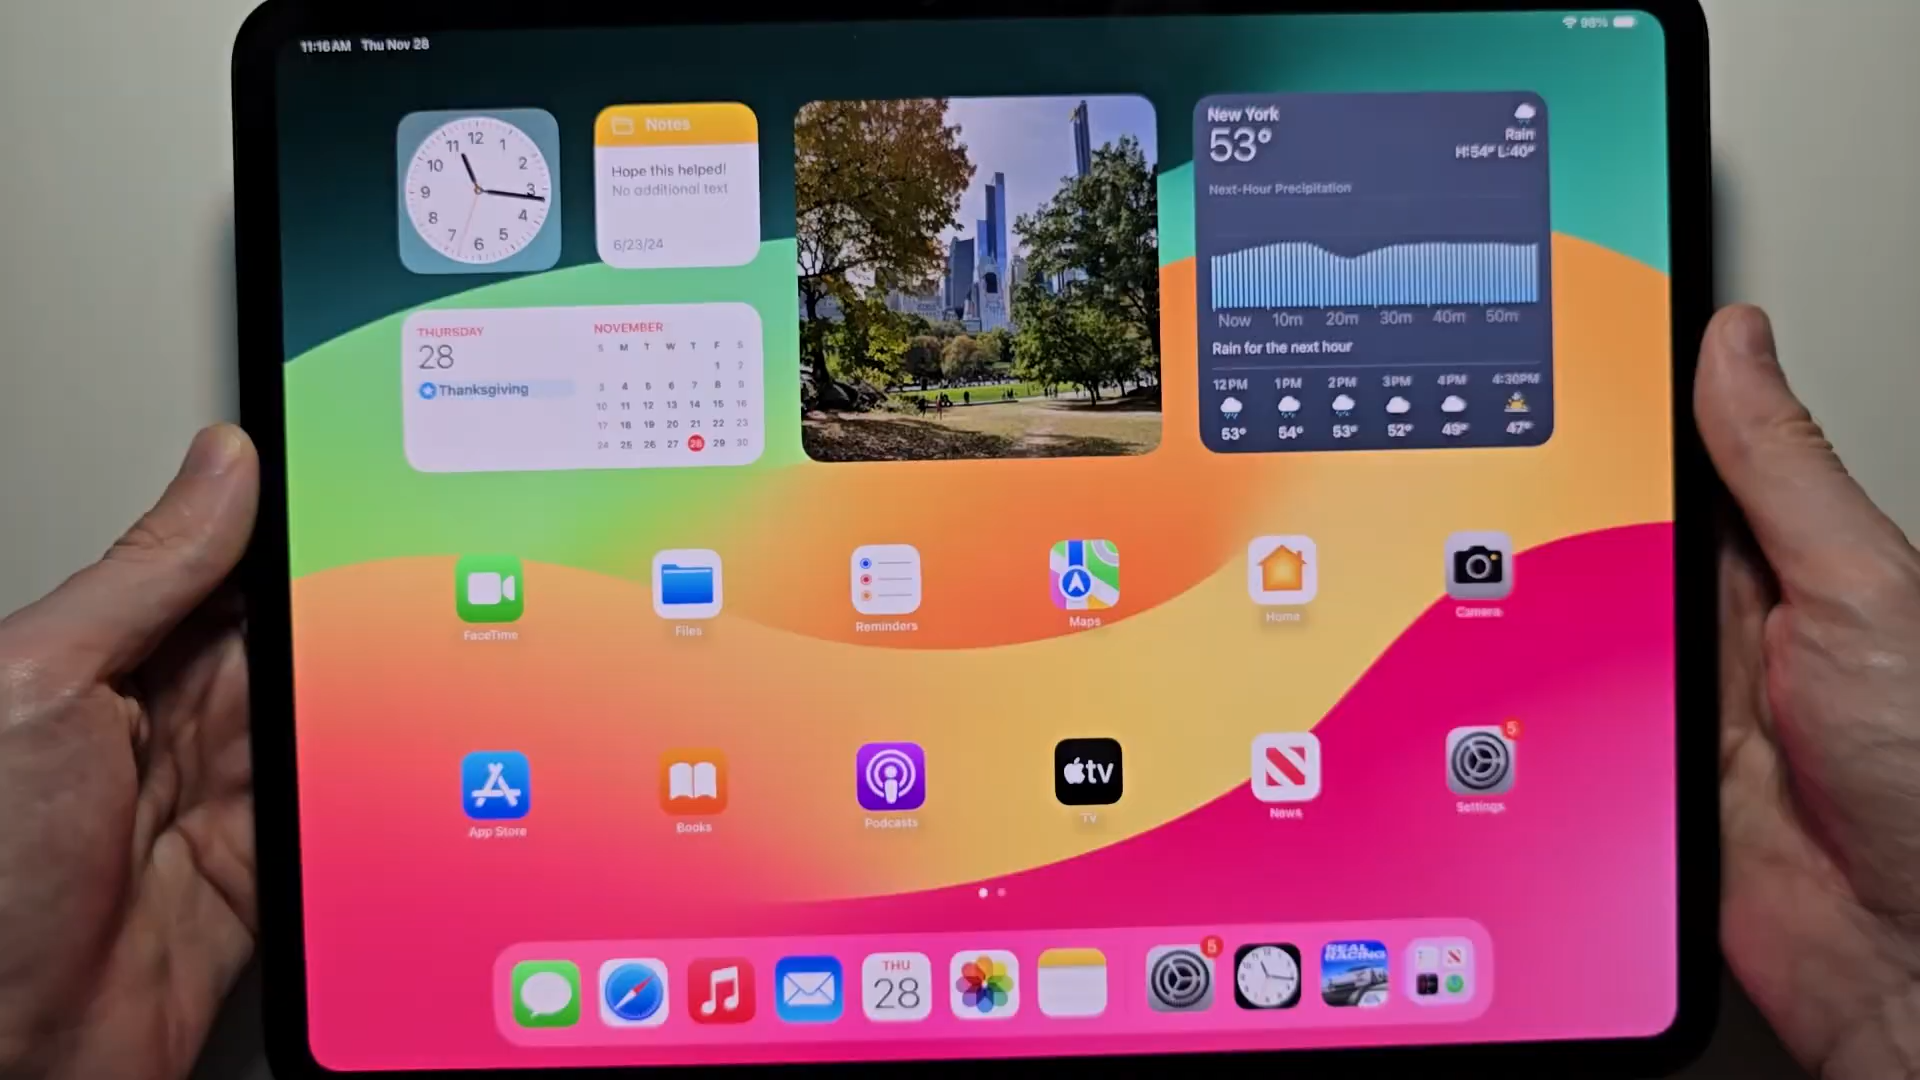 11:16 AM Thu Nov 28
98%
12
11 1
10 2
9 3
8 4
7 5
6
Notes
Hope this helped!
No additional text
6/23/24
New York
53°
Rain
H:54° L:40°
Next-Hour Precipitation
Now 10m 20m 30m 40m 50m
Rain for the next hour
12PM 1PM 2PM 3PM 4PM 4:30PM
53° 54° 53° 52° 49° 47°
THURSDAY
28
Thanksgiving
NOVEMBER
S M T W T F S
1 2
3 4 5 6 7 8 9
10 11 12 13 14 15 16
17 18 19 20 21 22 23
24 25 26 27 28 29 30
FaceTime
Files
Reminders
Maps
Home
Camera
tv
5
App Store
Books
Podcasts
TV
News
Settings
THU
28
5
REAL
RACING